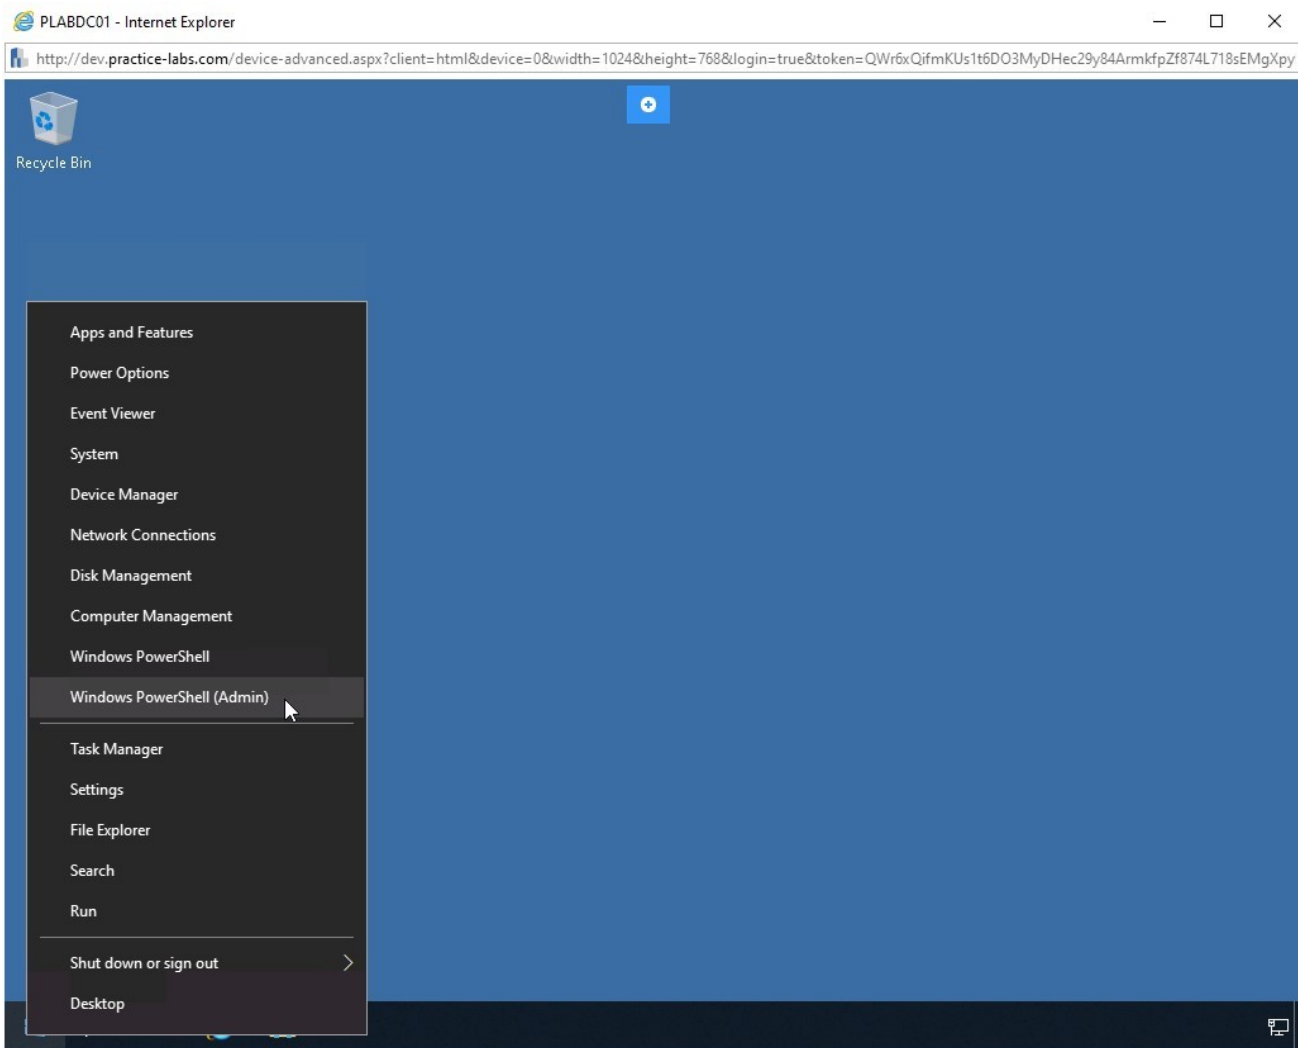 PLABDC01 - Internet Explorer
http://dev.practice-labs.com/device-advanced.aspx?client=html&device=0&width=1024&height=768&login=true&token=QWr6xQifmKUs1t6DO3MyDHec29y84ArmkfpZf874L718sEMgXpy
Recycle Bin
Apps and Features
Power Options
Event Viewer
System
Device Manager
Network Connections
Disk Management
Computer Management
Windows PowerShell
Windows PowerShell (Admin)
Task Manager
Settings
File Explorer
Search
Run
Shut down or sign out
Desktop